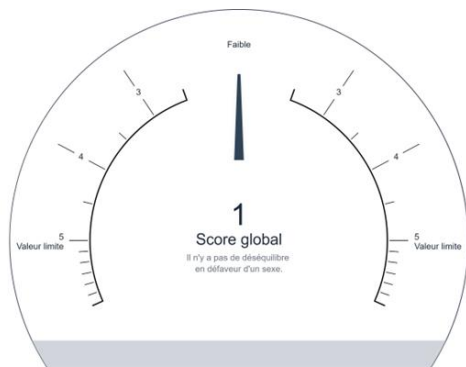 Faible
3
3
4
4
5
5
Valeur limite
Valeur limite
1
Score global
Il n'y a pas de déséquilibre
en défaveur d'un sexe.